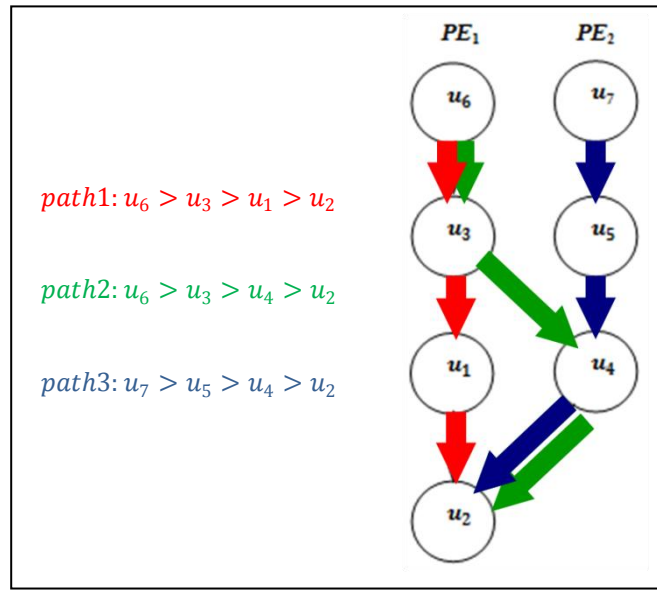 PE₁ PE₂
u₆ u₇
path1: u₆ > u₃ > u₁ > u₂
u₃ u₅
path2: u₆ > u₃ > u₄ > u₂
u₁ u₄
path3: u₇ > u₅ > u₄ > u₂
u₂